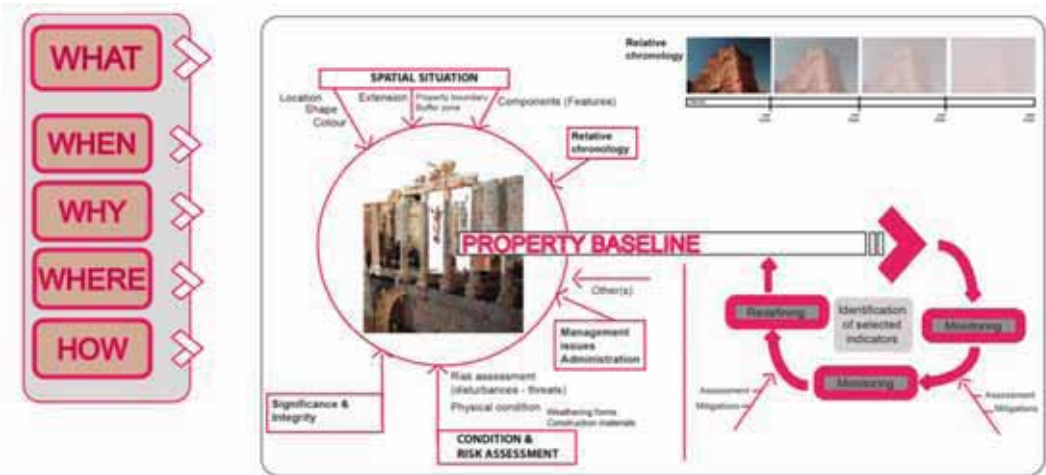 WHAT
WHEN
WHY
WHERE
HOW
Relative
chronology
SPATIAL SITUATION
Location
Shape
Colour
Extension
Property boundary
Buffer zone
Components (Features)
Relative
chronology
PROPERTY BASELINE
Other(s)
Management
issues
Administration
Risk assessment
(disturbances - threats)
Physical condition
Weathering forms
Construction materials
CONDITION &
RISK ASSESSMENT
Significance &
Integrity
Redefining
Identification
of selected
indicators
Monitoring
Monitoring
Assessment
Mitigations
Assessment
Mitigations